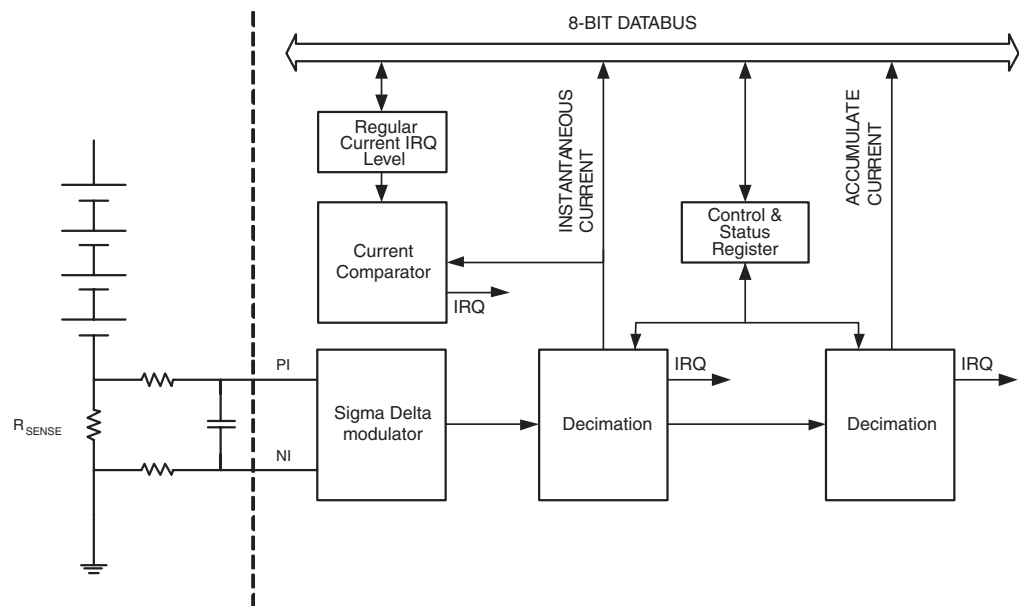 8-BIT DATABUS
Regular
Current IRQ
Level
INSTANTANEOUS
CURRENT
ACCUMULATE
CURRENT
Control &
Status
Register
Current
Comparator
IRQ
PI
IRQ
IRQ
Sigma Delta
modulator
Decimation
Decimation
RSENSE
NI